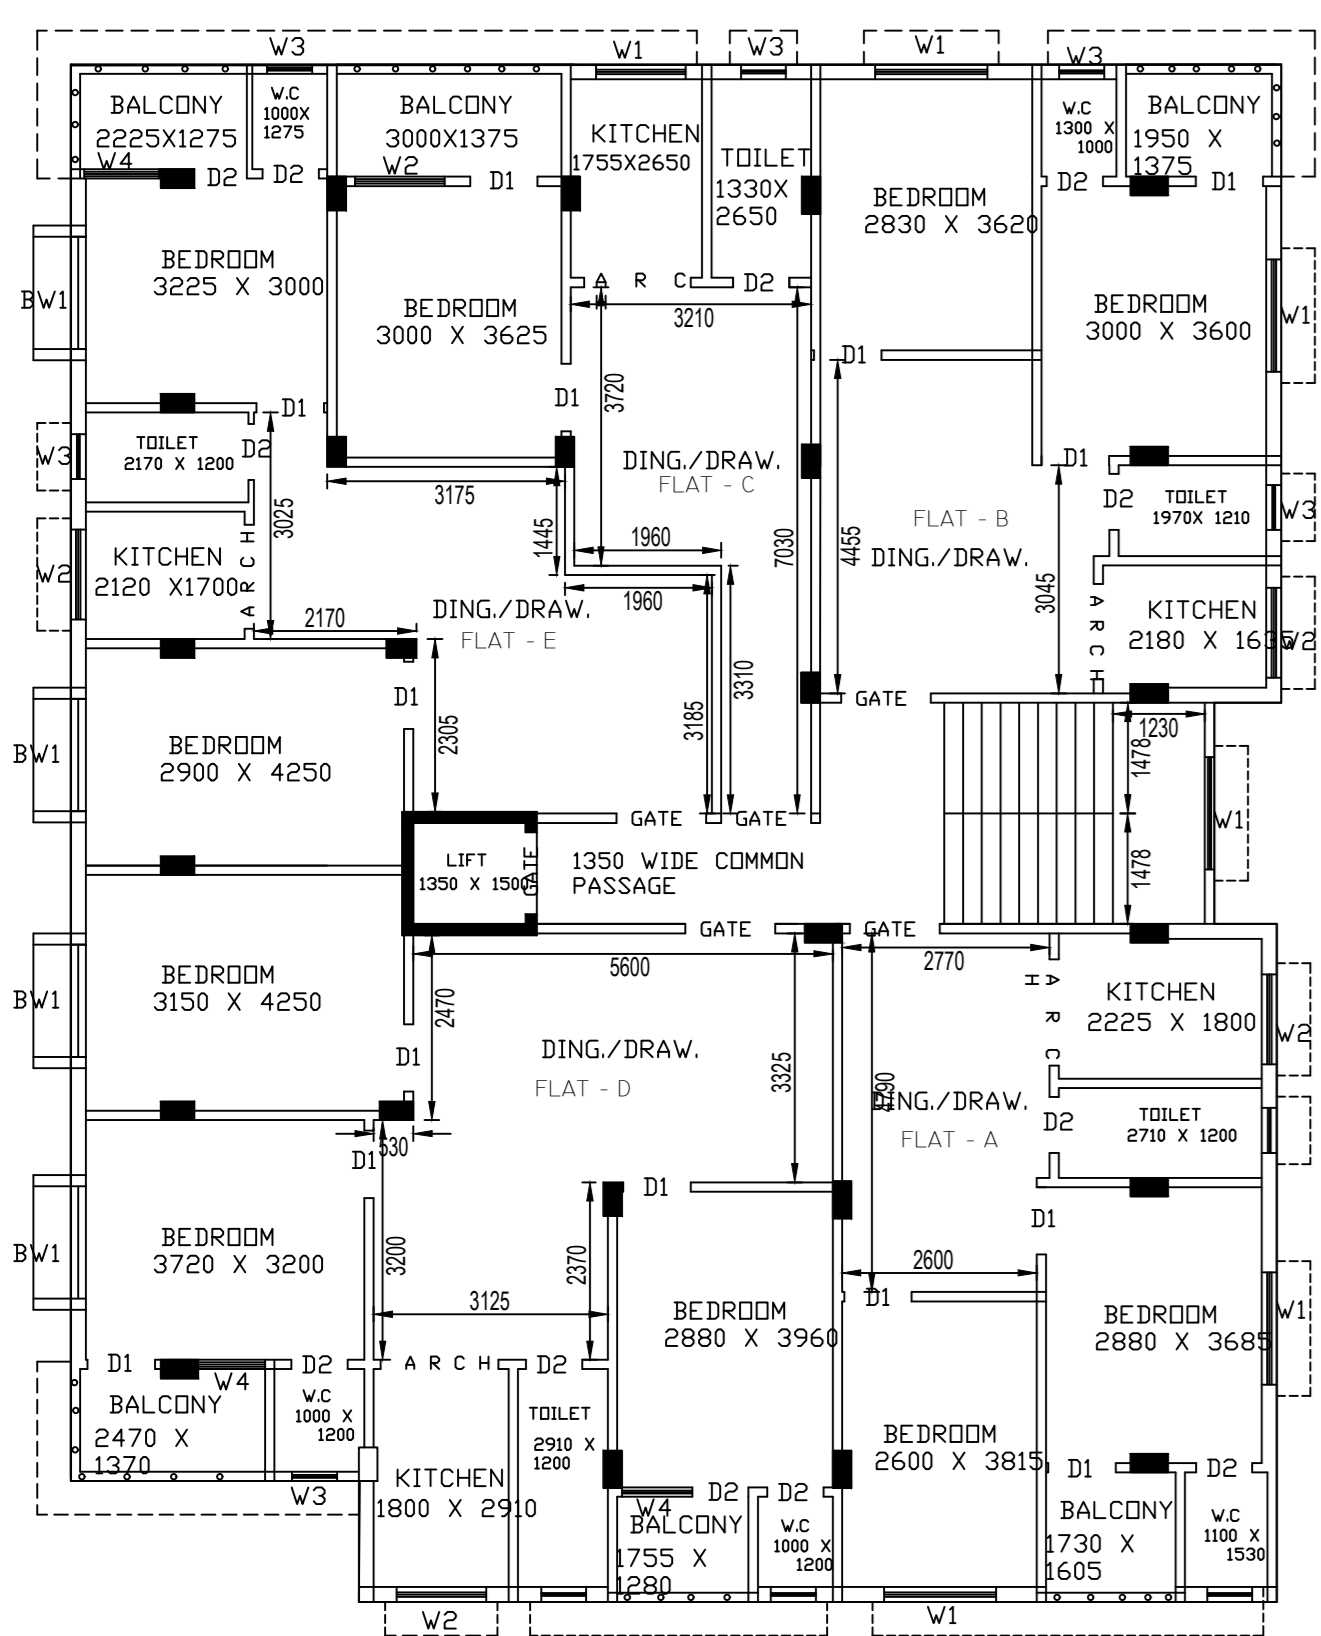 W3
W1
W3
W1
W3
BALCONY
2225X1275
W.C
1000X
1275
BALCONY
3000X1375
KITCHEN
1755X2650
TOILET
1330X
2650
W.C
1300 X
1000
BALCONY
1950 X
1375
W4
D2
D2
W2
D1
D2
D1
BEDROOM
2830 X 3620
BEDROOM
3225 X 3000
BW1
BEDROOM
3000 X 3625
A R C H
D2
3210
BEDROOM
3000 X 3600
W1
D1
D1
D1
3720
D1
TOILET
2170 X 1200
W3
D2
3025
3175
DING./DRAW.
FLAT - C
D1
D2
TOILET
1970X 1210
W3
KITCHEN
2120 X1700
W2
ARCH
1445
1960
1960
7030
4455
FLAT - B
DING./DRAW.
3045
ARCH
KITCHEN
2180 X 1635
W2
2170
DING./DRAW.
FLAT - E
D1
2305
3185
3310
GATE
1230
1478
1478
W1
BEDROOM
2900 X 4250
BW1
GATE
GATE
LIFT
1350 X 1500
GATE
1350 WIDE COMMON
PASSAGE
GATE
GATE
BEDROOM
3150 X 4250
BW1
5600
2470
2770
ARCH
KITCHEN
2225 X 1800
W2
D1
DING./DRAW.
FLAT - D
3325
DING./DRAW.
FLAT - A
D2
TOILET
2710 X 1200
530
D1
D1
D1
BEDROOM
3720 X 3200
BW1
3200
2370
3125
2600
D1
BEDROOM
2880 X 3960
BEDROOM
2880 X 3685
W1
D1
W4
D2
ARCH
D2
BALCONY
2470 X
1370
W.C
1000 X
1200
W3
KITCHEN
1800 X 2910
TOILET
2910 X
1200
BEDROOM
2600 X 3815
D1
D2
W4
D2
D2
BALCONY
1755 X
1280
W.C
1000 X
1200
BALCONY
1730 X
1605
W.C
1100 X
1530
W2
W1